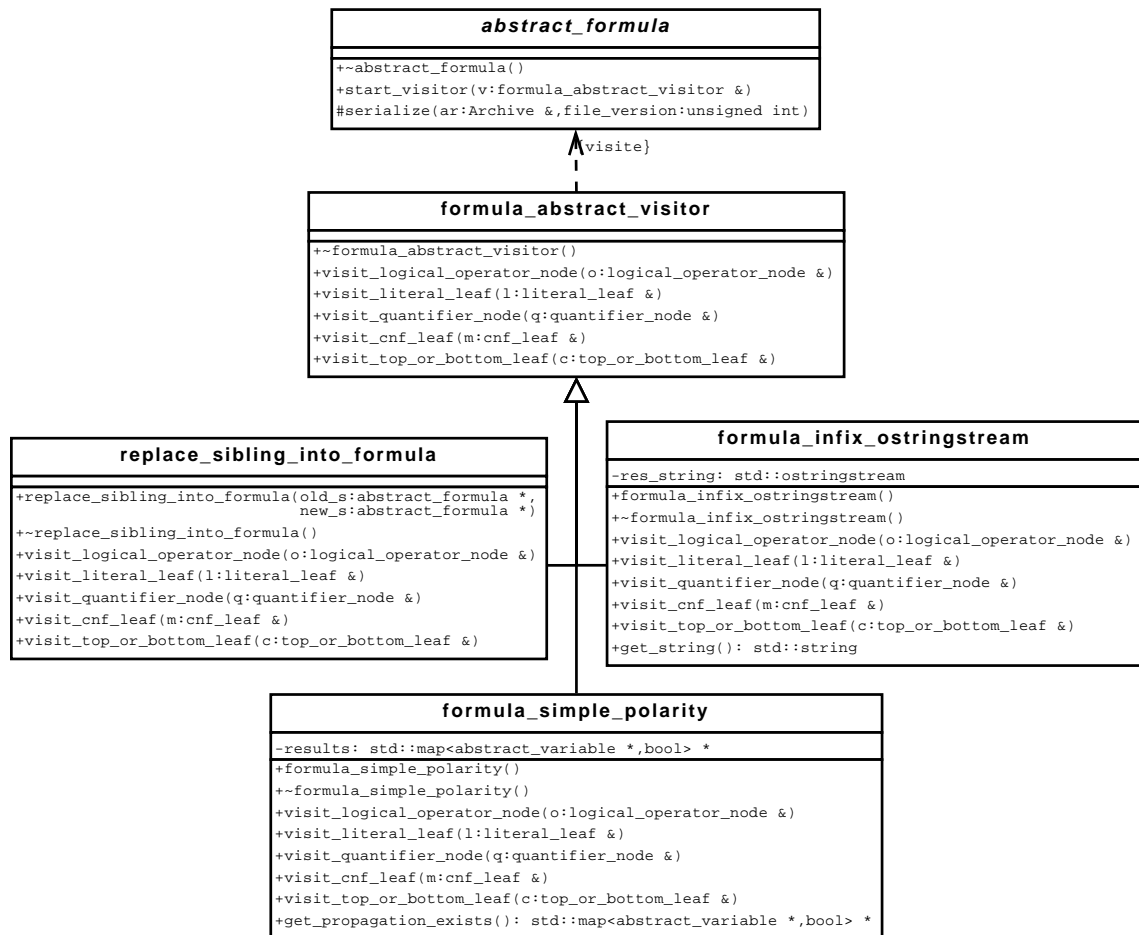 abstract_formula
+~abstract_formula()
+start_visitor(v:formula_abstract_visitor &)
#serialize(ar:Archive &,file_version:unsigned int)
{visite}
formula_abstract_visitor
+~formula_abstract_visitor()
+visit_logical_operator_node(o:logical_operator_node &)
+visit_literal_leaf(l:literal_leaf &)
+visit_quantifier_node(q:quantifier_node &)
+visit_cnf_leaf(m:cnf_leaf &)
+visit_top_or_bottom_leaf(c:top_or_bottom_leaf &)
replace_sibling_into_formula
+replace_sibling_into_formula(old_s:abstract_formula *,
new_s:abstract_formula *)
+~replace_sibling_into_formula()
+visit_logical_operator_node(o:logical_operator_node &)
+visit_literal_leaf(l:literal_leaf &)
+visit_quantifier_node(q:quantifier_node &)
+visit_cnf_leaf(m:cnf_leaf &)
+visit_top_or_bottom_leaf(c:top_or_bottom_leaf &)
formula_infix_ostringstream
-res_string: std::ostringstream
+formula_infix_ostringstream()
+~formula_infix_ostringstream()
+visit_logical_operator_node(o:logical_operator_node &)
+visit_literal_leaf(l:literal_leaf &)
+visit_quantifier_node(q:quantifier_node &)
+visit_cnf_leaf(m:cnf_leaf &)
+visit_top_or_bottom_leaf(c:top_or_bottom_leaf &)
+get_string(): std::string
formula_simple_polarity
-results: std::map<abstract_variable *,bool> *
+formula_simple_polarity()
+~formula_simple_polarity()
+visit_logical_operator_node(o:logical_operator_node &)
+visit_literal_leaf(l:literal_leaf &)
+visit_quantifier_node(q:quantifier_node &)
+visit_cnf_leaf(m:cnf_leaf &)
+visit_top_or_bottom_leaf(c:top_or_bottom_leaf &)
+get_propagation_exists(): std::map<abstract_variable *,bool> *